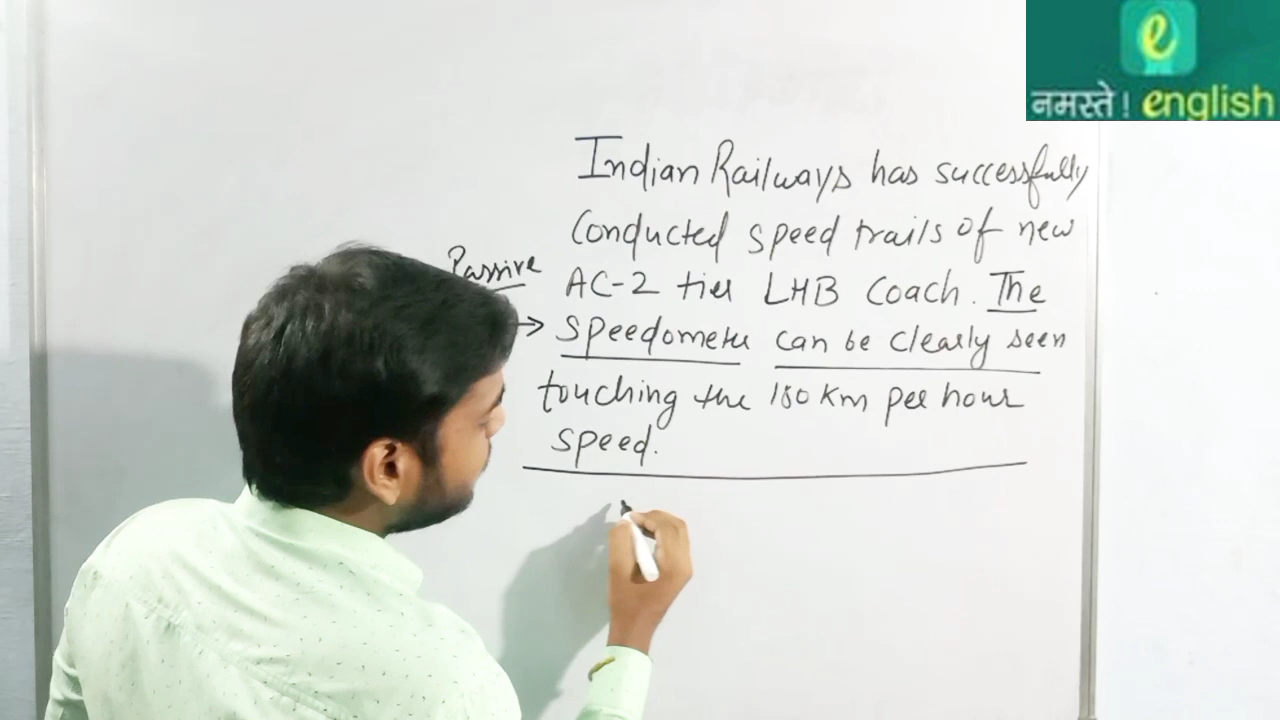 e
नमस्ते ! english
Indian Railways has successfully
conducted speed trails of new
Passive
AC-2 tier LHB Coach. The
→ Speedometer can be clearly seen
touching the 180 km per hour
speed.